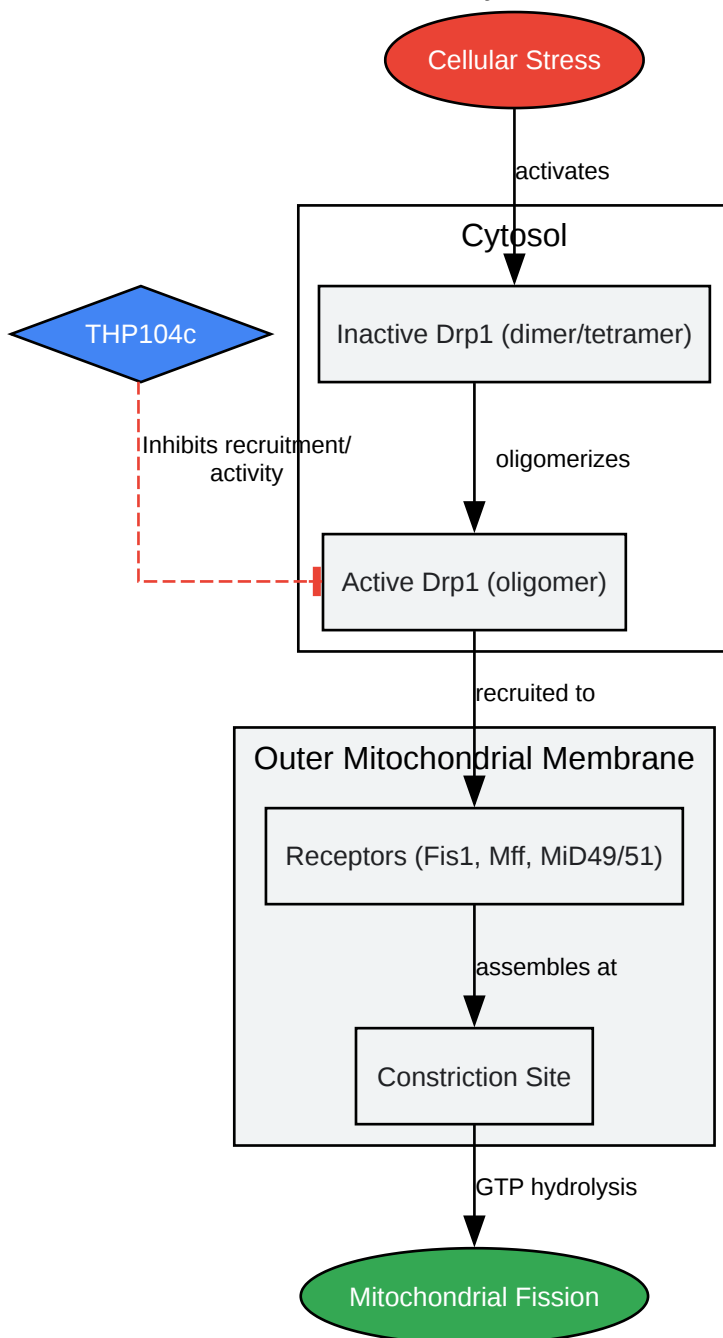 Cellular Stress
activates
Cytosol
THP104c
Inactive Drp1 (dimer/tetramer)
Inhibits recruitment/
activity
oligomerizes
Active Drp1 (oligomer)
recruited to
Outer Mitochondrial Membrane
Receptors (Fis1, Mff, MiD49/51)
assembles at
Constriction Site
GTP hydrolysis
Mitochondrial Fission